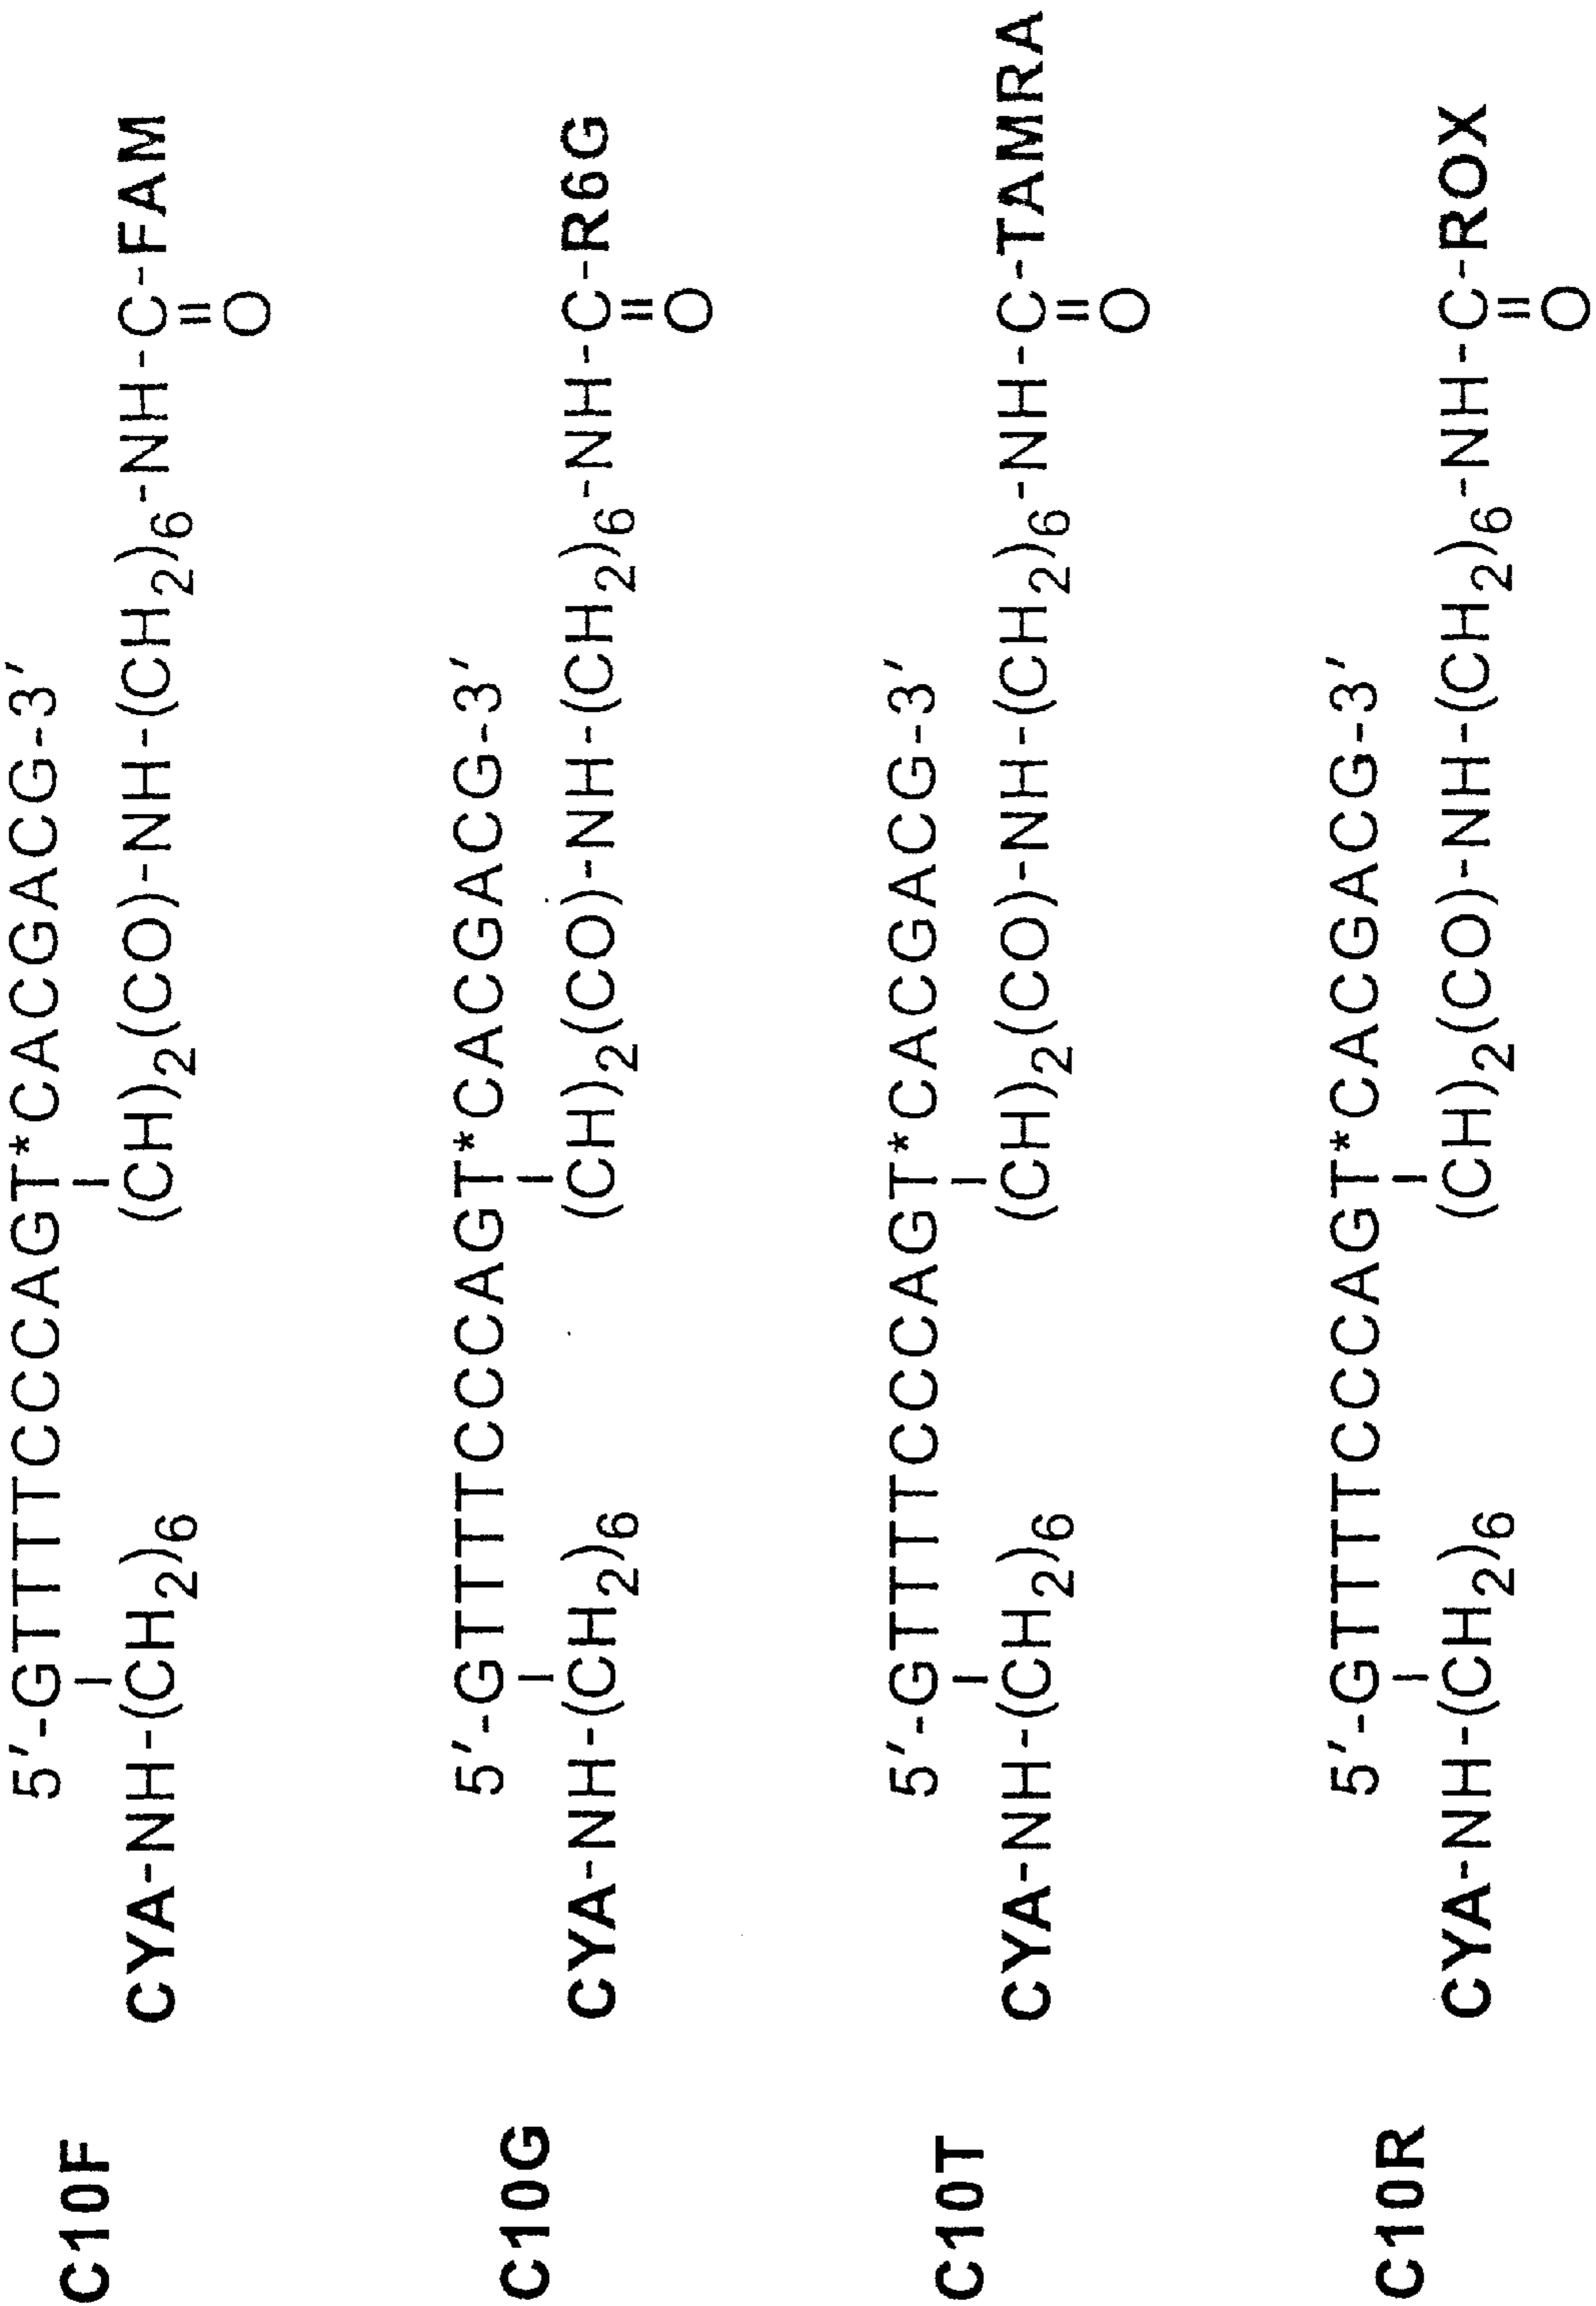 5′-GTTTTCCCAGT*CACGACG-3′
C10F CYA-NH-(CH2)6 (CH)2(CO)-NH-(CH2)6-NH-C-FAM
O
5′-GTTTTCCCAGT*CACGACG-3′
C10G CYA-NH-(CH2)6 (CH)2(CO)-NH-(CH2)6-NH-C-R6G
O
5′-GTTTTCCCAGT*CACGACG-3′
C10T CYA-NH-(CH2)6 (CH)2(CO)-NH-(CH2)6-NH-C-TAMRA
O
5′-GTTTTCCCAGT*CACGACG-3′
C10R CYA-NH-(CH2)6 (CH)2(CO)-NH-(CH2)6-NH-C-ROX
O